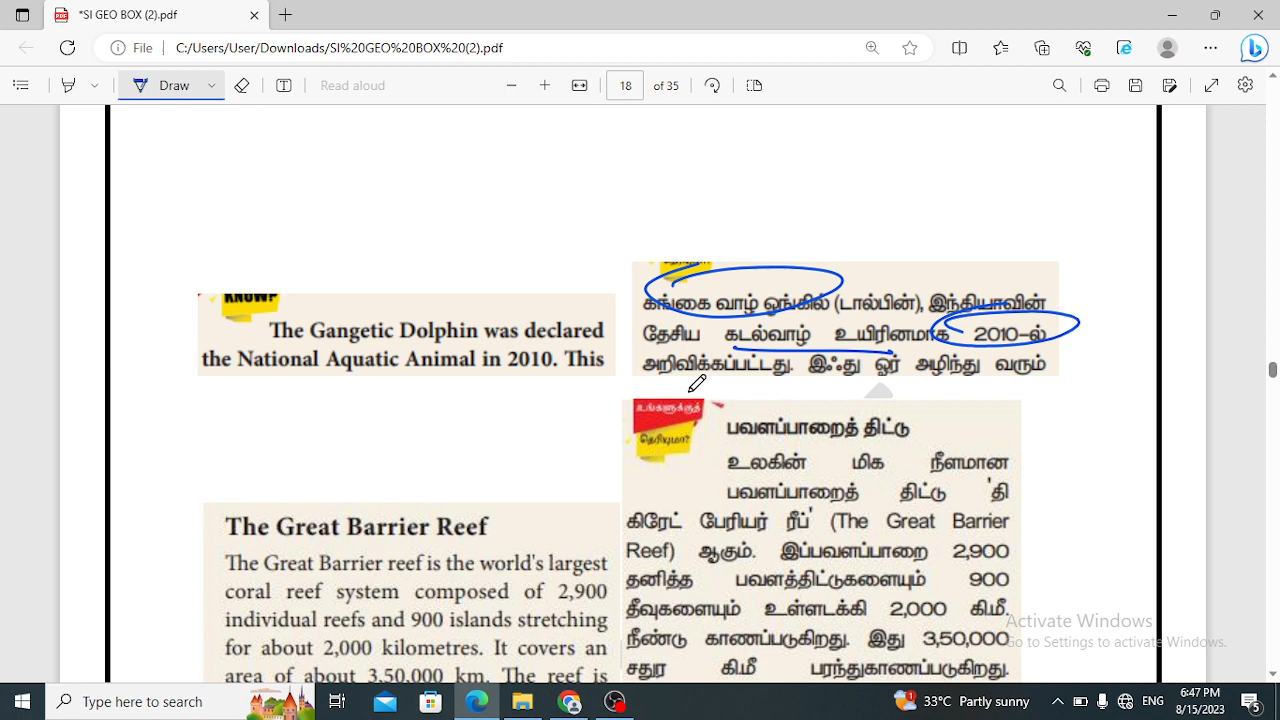 *SI GEO BOX (2).pdf
File
C:/Users/User/Downloads/SI%20GEO%20BOX%20(2).pdf
Draw
Read aloud
18
of 35
KNOW?
The Gangetic Dolphin was declared
the National Aquatic Animal in 2010. This
கங்கை வாழ் ஓங்கில் (டால்பின்), இந்தியாவின்
தேசிய கடல்வாழ் உயிரினமாக 2010-ல்
அறிவிக்கப்பட்டது. இஃது ஓர் அழிந்து வரும்
உங்களுக்குத்
தெரியுமா?
பவளப்பாறைத் திட்டு
உலகின் மிக நீளமான
பவளப்பாறைத் திட்டு 'தி
கிரேட் பேரியர் ரீப்' (The Great Barrier
Reef) ஆகும். இப்பவளப்பாறை 2,900
தனித்த பவளத்திட்டுகளையும் 900
தீவுகளையும் உள்ளடக்கி 2,000 கி.மீ.
நீண்டு காணப்படுகிறது. இது 3,50,000
சதுர கி.மீ பரந்துகாணப்படுகிறது.
The Great Barrier Reef
The Great Barrier reef is the world's largest
coral reef system composed of 2,900
individual reefs and 900 islands stretching
for about 2,000 kilometres. It covers an
area of about 3,50,000 km. The reef is
Activate Windows
Go to Settings to activate Windows.
Type here to search
33°C Partly sunny
ENG
6:47 PM
8/15/2023